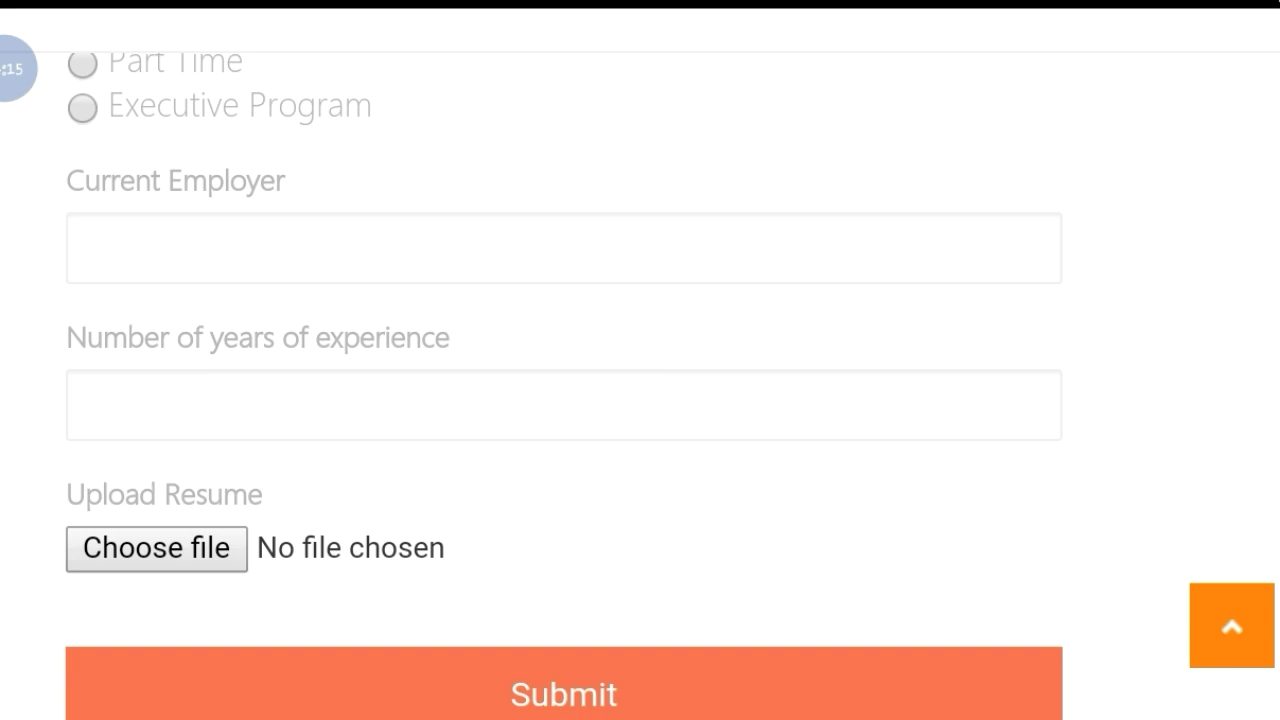 :15
Part Time
Executive Program
Current Employer
Number of years of experience
Upload Resume
Choose file No file chosen
Submit